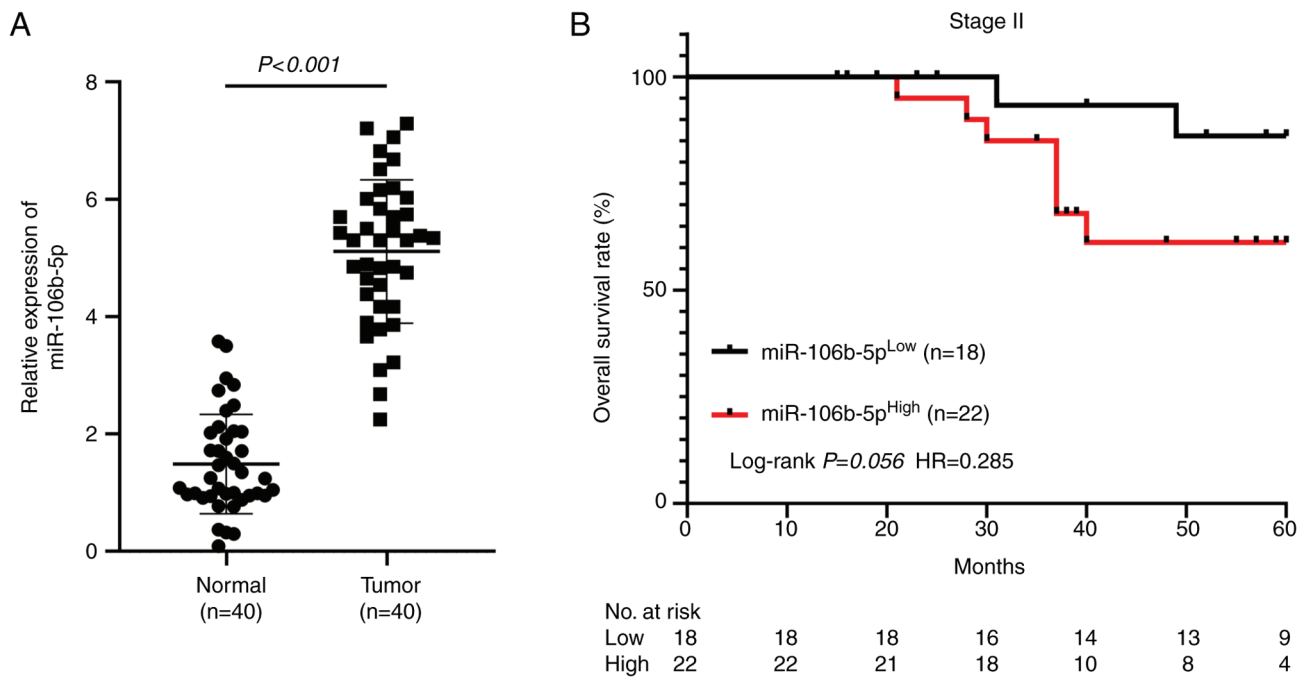 A
P<0.001
8
6
4
2
0
Relative expression of
miR-106b-5p
Normal
(n=40)
Tumor
(n=40)
B
Stage II
100
50
0
Overall survival rate (%)
miR-106b-5pLow (n=18)
miR-106b-5pHigh (n=22)
Log-rank P=0.056 HR=0.285
0 10 20 30 40 50 60
Months
No. at risk
Low 18 18 18 16 14 13 9
High 22 22 21 18 10 8 4